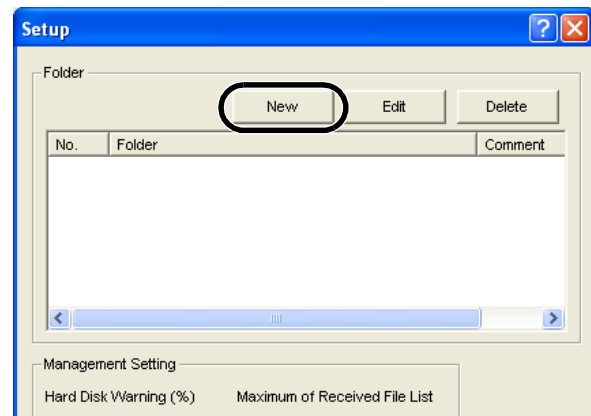 Setup
Folder
New Edit Delete
No. Folder Comment
Management Setting
Hard Disk Warning (%) Maximum of Received File List